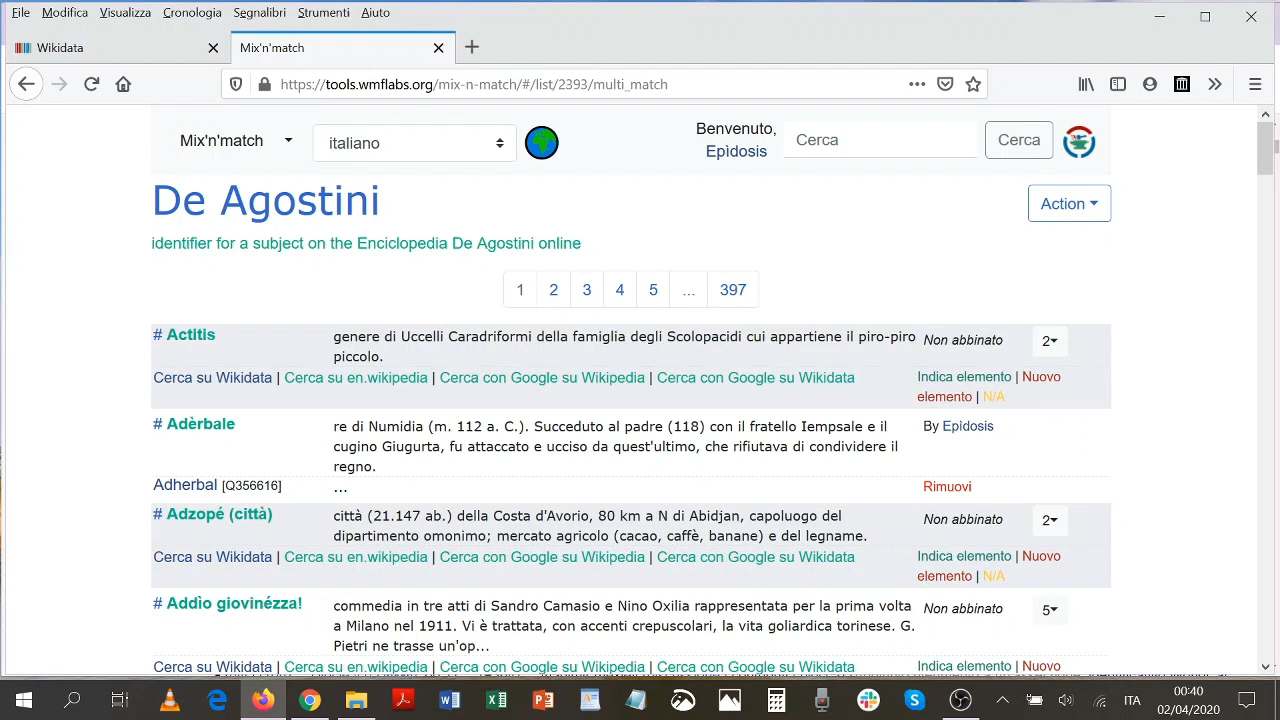 File Modifica Visualizza Cronologia Segnalibri Strumenti Aiuto
Wikidata Mix'n'match
https://tools.wmflabs.org/mix-n-match/#/list/2393/multi_match
Mix'n'match italiano Benvenuto, Epìdosis Cerca Cerca
De Agostini Action
identifier for a subject on the Enciclopedia De Agostini online
1 2 3 4 5 ... 397
# Actitis genere di Uccelli Caradriformi della famiglia degli Scolopacidi cui appartiene il piro-piro Non abbinato 2
piccolo.
Cerca su Wikidata | Cerca su en.wikipedia | Cerca con Google su Wikipedia | Cerca con Google su Wikidata Indica elemento | Nuovo
elemento | N/A
# Adèrbale re di Numidia (m. 112 a. C.). Succeduto al padre (118) con il fratello Iempsale e il By Epìdosis
cugino Giugurta, fu attaccato e ucciso da quest'ultimo, che rifiutava di condividere il
regno.
Adherbal [Q356616] ... Rimuovi
# Adzopé (città) città (21.147 ab.) della Costa d'Avorio, 80 km a N di Abidjan, capoluogo del Non abbinato 2
dipartimento omonimo; mercato agricolo (cacao, caffè, banane) e del legname.
Cerca su Wikidata | Cerca su en.wikipedia | Cerca con Google su Wikipedia | Cerca con Google su Wikidata Indica elemento | Nuovo
elemento | N/A
# Addìo giovinézza! commedia in tre atti di Sandro Camasio e Nino Oxilia rappresentata per la prima volta Non abbinato 5
a Milano nel 1911. Vi è trattata, con accenti crepuscolari, la vita goliardica torinese. G.
Pietri ne trasse un'op...
Cerca su Wikidata | Cerca su en.wikipedia | Cerca con Google su Wikipedia | Cerca con Google su Wikidata Indica elemento | Nuovo
ITA 00:40
02/04/2020